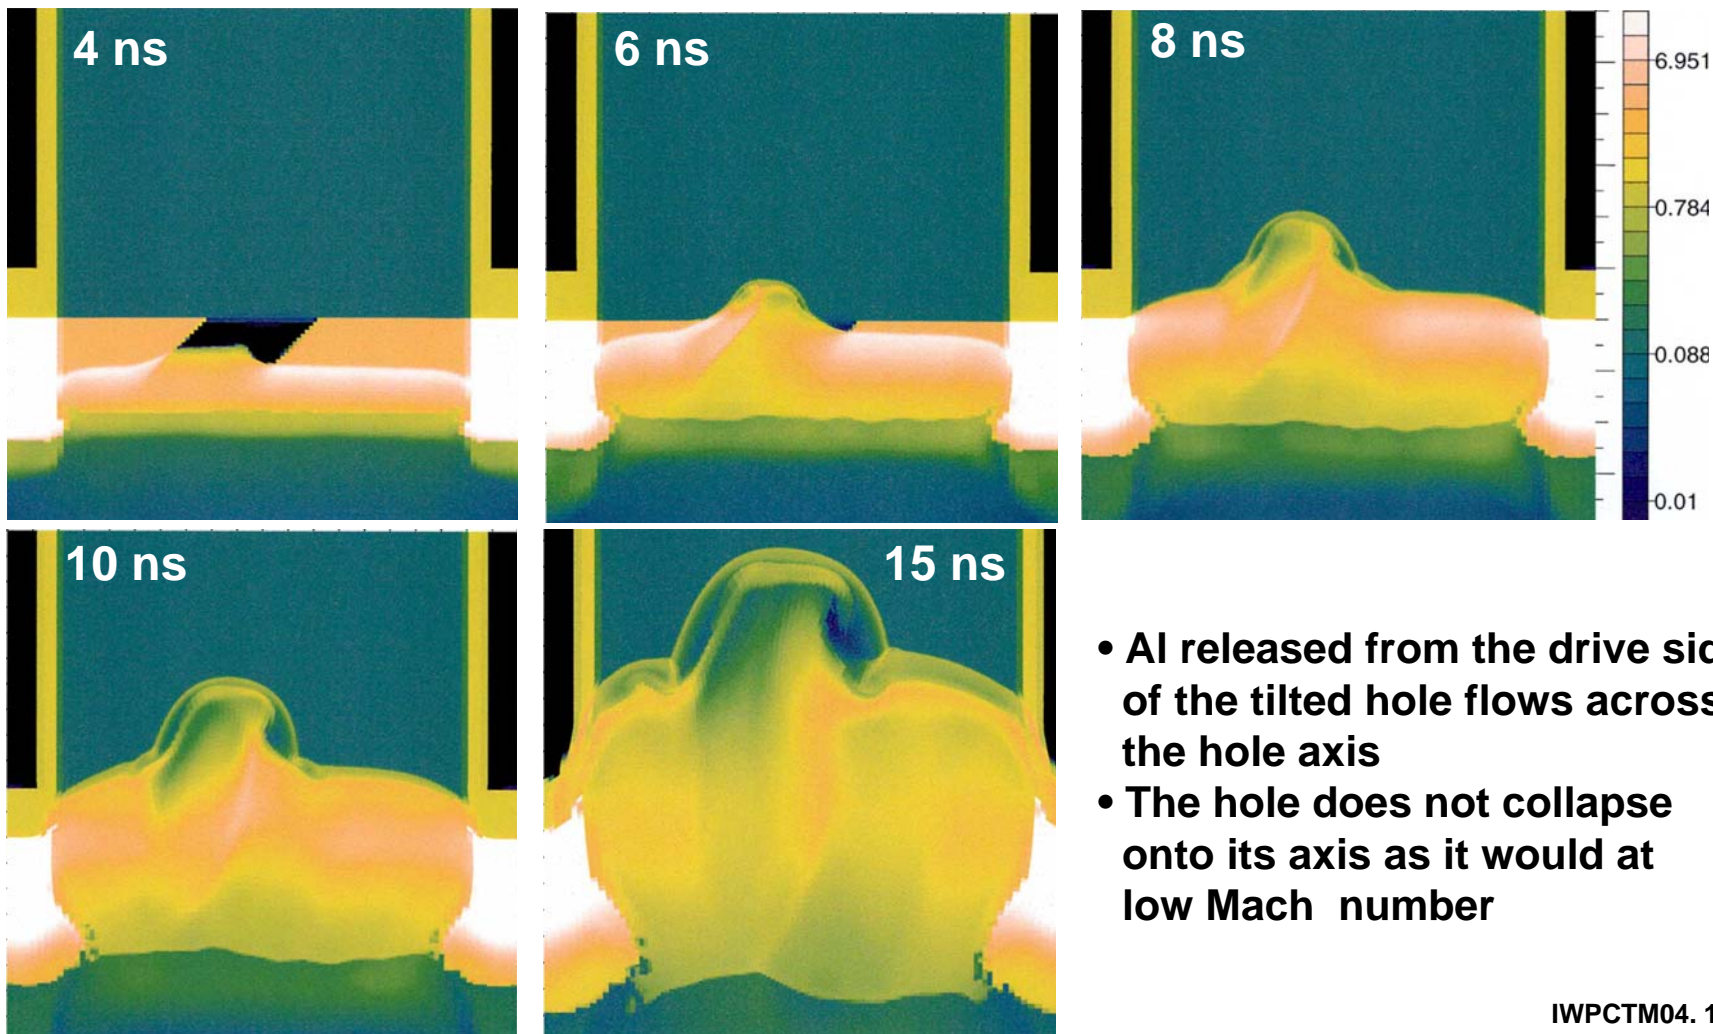 4 ns
6 ns
8 ns
6.951
0.784
0.088
0.01
10 ns
15 ns
• Al released from the drive
of the tilted hole flows across
the hole axis
• The hole does not collapse
onto its axis as it would at
low Mach number
IWPCTM04. 1